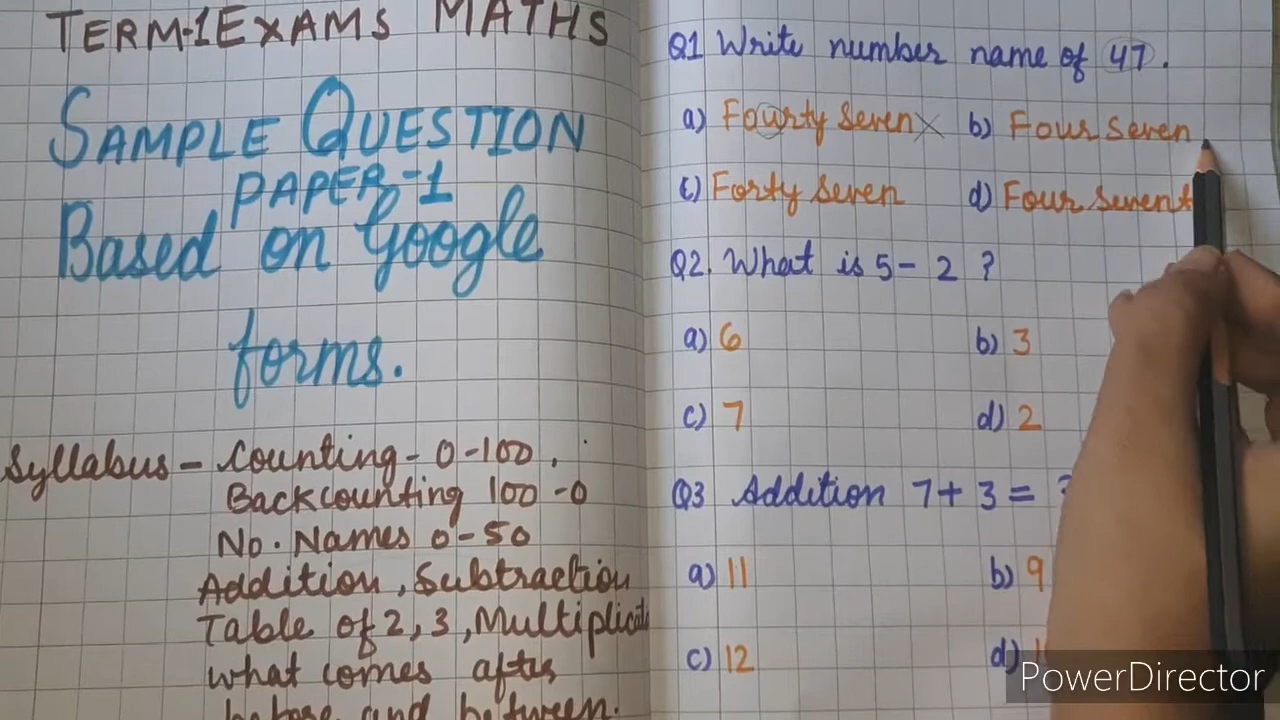 TERM-1 EXAMS MATHS
SAMPLE QUESTION
PAPER-1
Based on Google
forms.
Syllabus - Counting - 0-100,
Backcounting 100-0
No. Names 0-50
Addition, Subtraction
Table of 2, 3, Multiplicati
what comes after
before and between.
Q1 Write number name of 47.
a) Fourty Seven b) Four Seven
c) Forty Seven d) Four Sevent
Q2. What is 5-2 ?
a) 6 b) 3
c) 7 d) 2
Q3 Addition 7+3= ?
a) 11 b) 9
c) 12 d)
PowerDirector